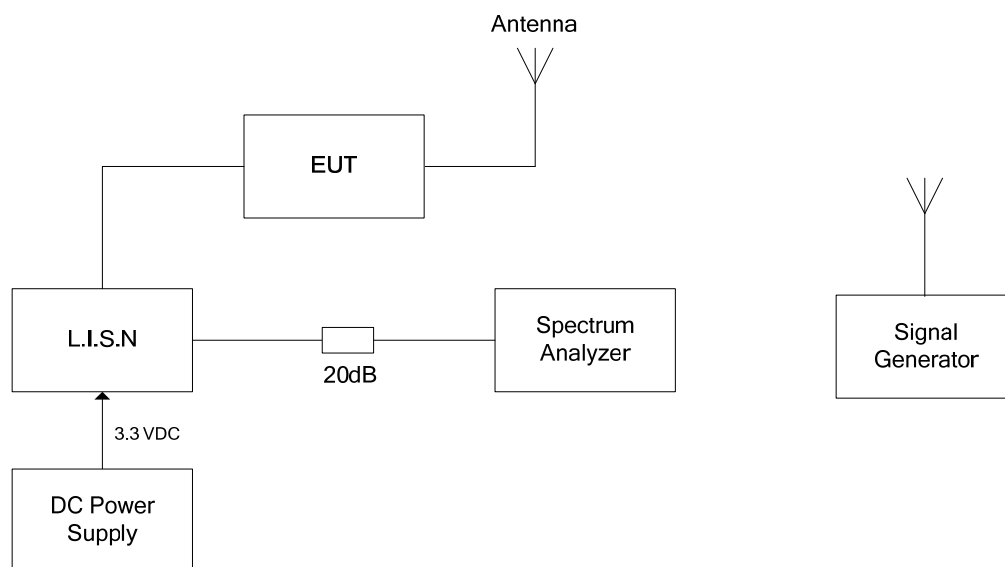 Antenna
EUT
L.I.S.N
20dB
Spectrum
Analyzer
Signal
Generator
3.3 VDC
DC Power
Supply